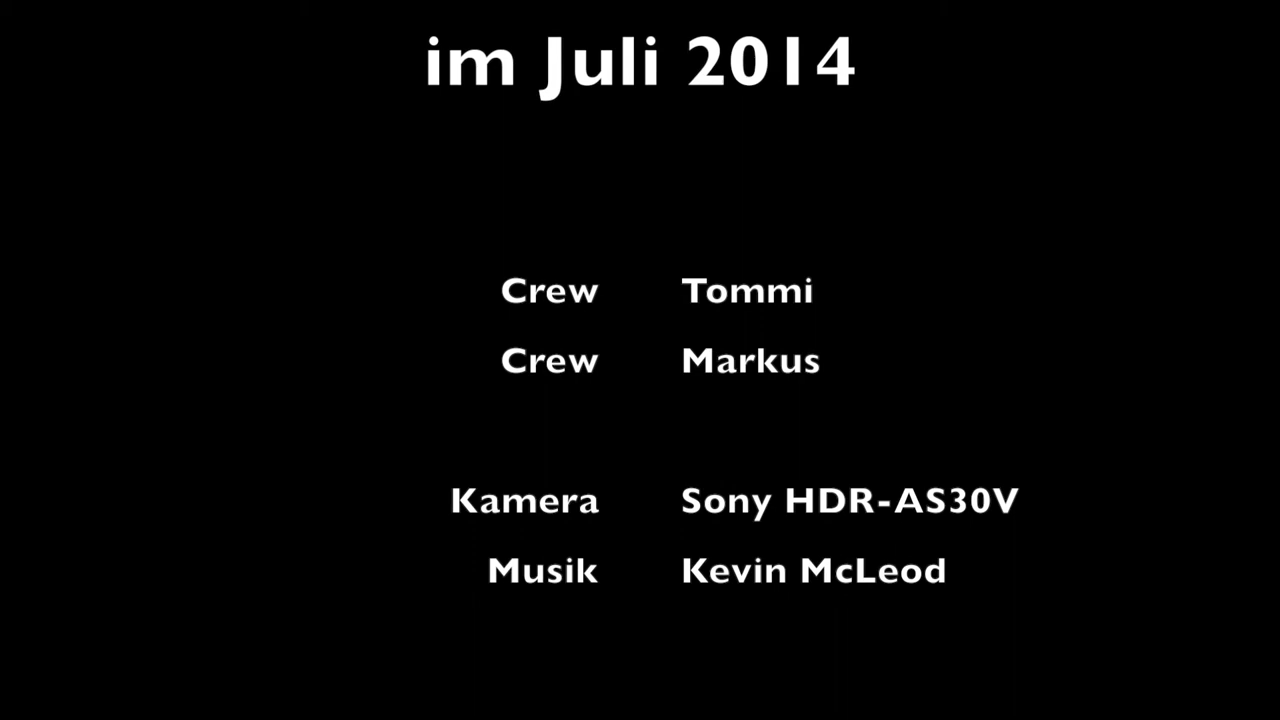 im Juli 2014
Crew Tommi
Crew Markus
Kamera Sony HDR-AS30V
Musik Kevin McLeod